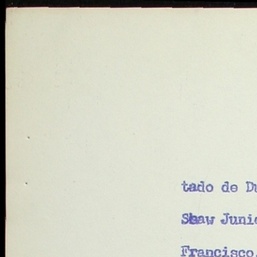 tado de Du
Shaw Junio
Francisco.